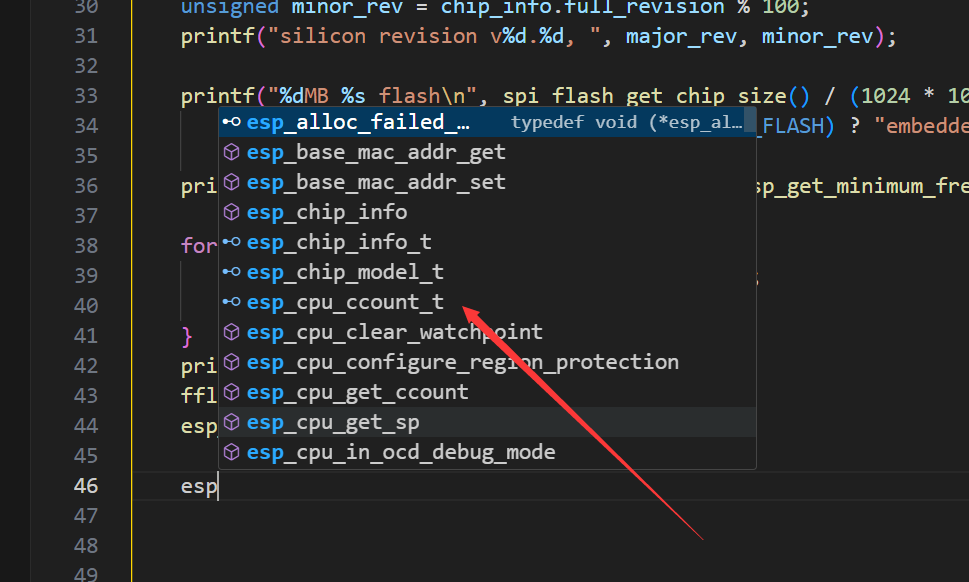 30 unsigned minor_rev = chip_info.full_revision % 100;
31 printf("silicon revision v%d.%d, ", major_rev, minor_rev);
32
33 printf("%dMB %s flash\n", spi_flash_get_chip_size() / (1024 * 10
34 _FLASH) ? "embedde
35
36 pri sp_get_minimum_fre
37
38 for
39 ;
40
41 }
42 pri
43 ffl
44 esp_
45
46 esp
47
48
49
esp_alloc_failed_… typedef void (*esp_al…
esp_base_mac_addr_get
esp_base_mac_addr_set
esp_chip_info
esp_chip_info_t
esp_chip_model_t
esp_cpu_ccount_t
esp_cpu_clear_watchpoint
esp_cpu_configure_region_protection
esp_cpu_get_ccount
esp_cpu_get_sp
esp_cpu_in_ocd_debug_mode